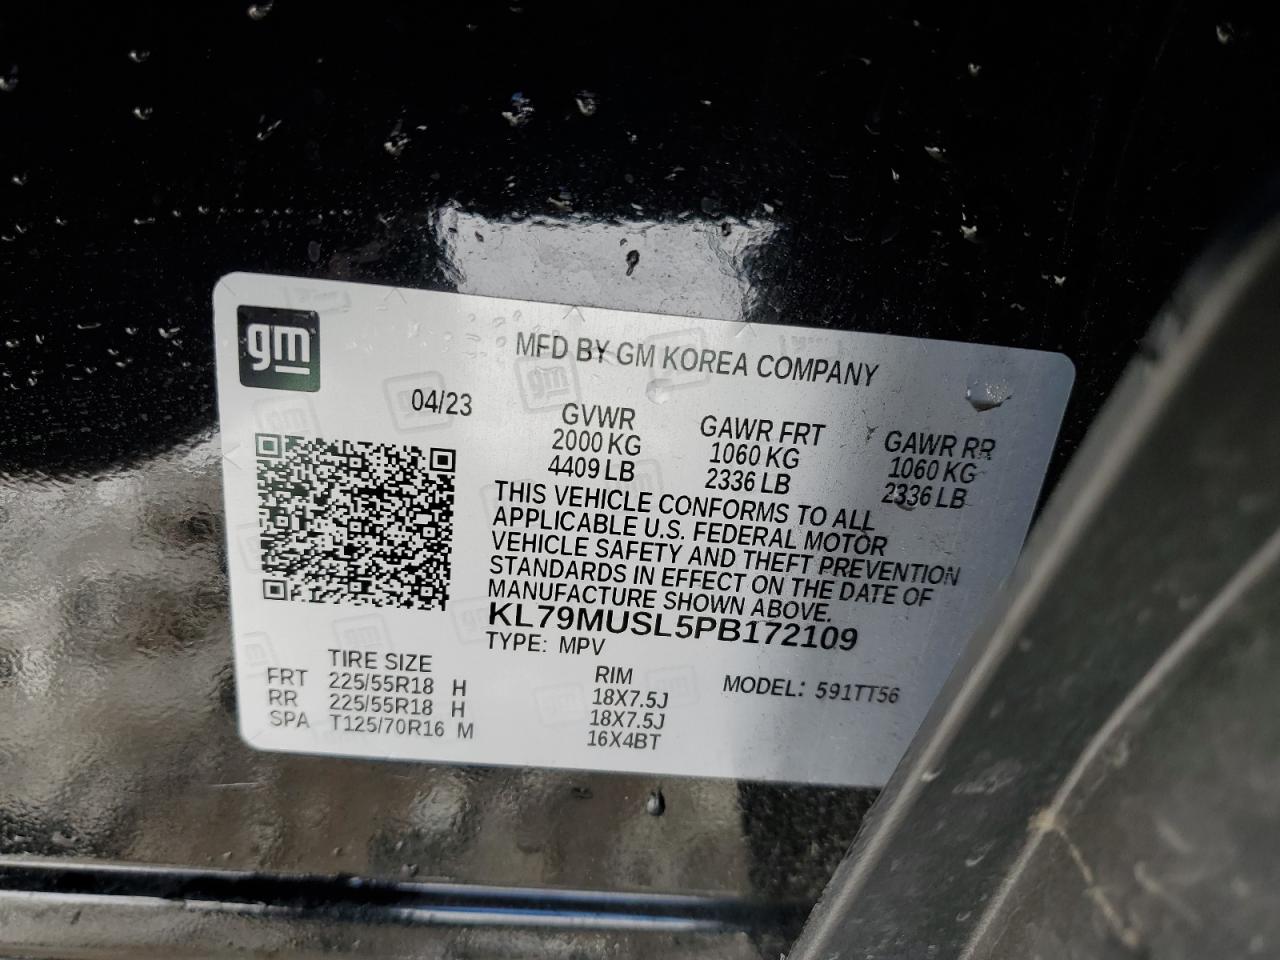 gm
MFD BY GM KOREA COMPANY
04/23
GVWR GAWR FRT GAWR RR
2000 KG 1060 KG 1060 KG
4409 LB 2336 LB 2336 LB
THIS VEHICLE CONFORMS TO ALL
APPLICABLE U.S. FEDERAL MOTOR
VEHICLE SAFETY AND THEFT PREVENTION
STANDARDS IN EFFECT ON THE DATE OF
MANUFACTURE SHOWN ABOVE.
KL79MUSL5PB172109
TYPE: MPV
TIRE SIZE RIM MODEL: 591TT56
FRT 225/55R18 H 18X7.5J
RR 225/55R18 H 18X7.5J
SPA T125/70R16 M 16X4BT